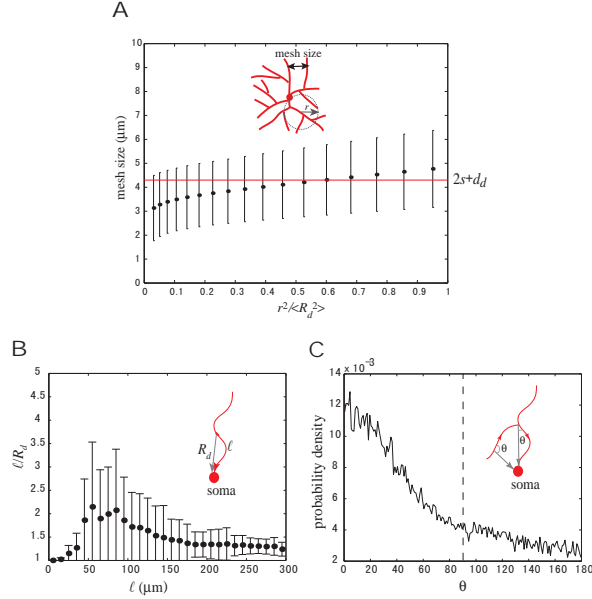 A
mesh size (μm)
10
9
8
7
6
5
4
3
2
1
0
mesh size
r
2s+d_d
0 0.1 0.2 0.3 0.4 0.5 0.6 0.7 0.8 0.9 1
r²/<R_d²>
B
ℓ/R_d
5
4.5
4
3.5
3
2.5
2
1.5
1
R_d ℓ
soma
0 50 100 150 200 250 300
ℓ (μm)
C
14 × 10⁻³
probability density
12
10
8
6
4
2
θ θ
soma
0 20 40 60 80 100 120 140 160 180
θ